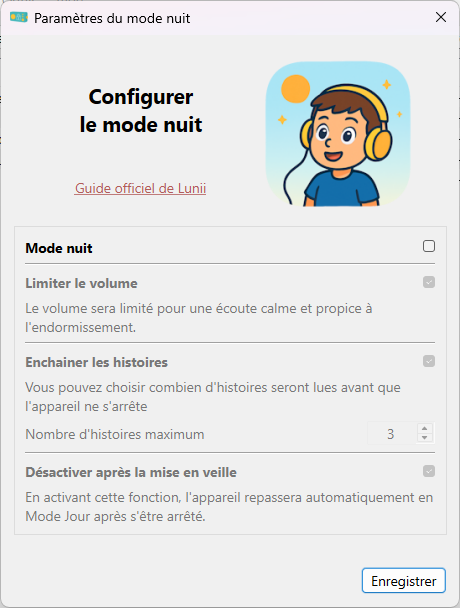 Paramètres du mode nuit
Configurer
le mode nuit
Guide officiel de Lunii
Mode nuit
Limiter le volume
Le volume sera limité pour une écoute calme et propice à
l'endormissement.
Enchainer les histoires
Vous pouvez choisir combien d'histoires seront lues avant que
l'appareil ne s'arrête
Nombre d'histoires maximum 3
Désactiver après la mise en veille
En activant cette fonction, l'appareil repassera automatiquement en
Mode Jour après s'être arrêté.
Enregistrer